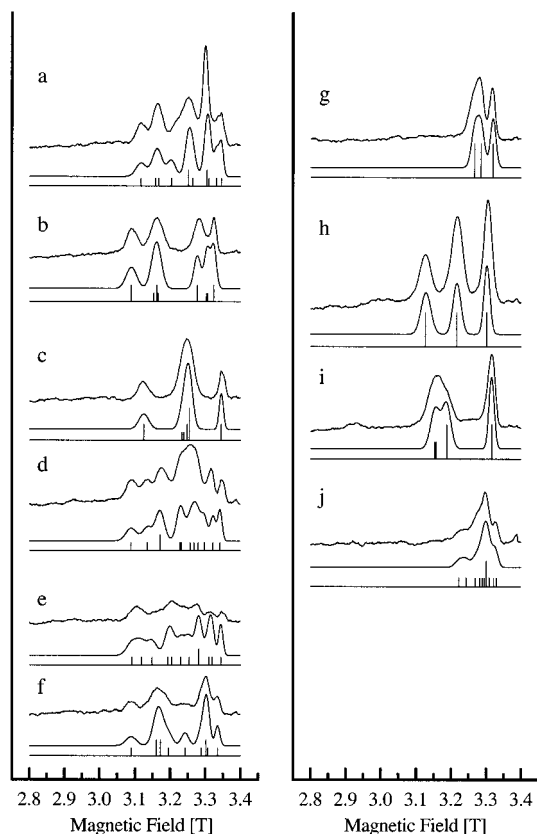 a
b
c
d
e
f
2.8 2.9 3.0 3.1 3.2 3.3 3.4
Magnetic Field [T]
g
h
i
j
2.8 2.9 3.0 3.1 3.2 3.3 3.4
Magnetic Field [T]